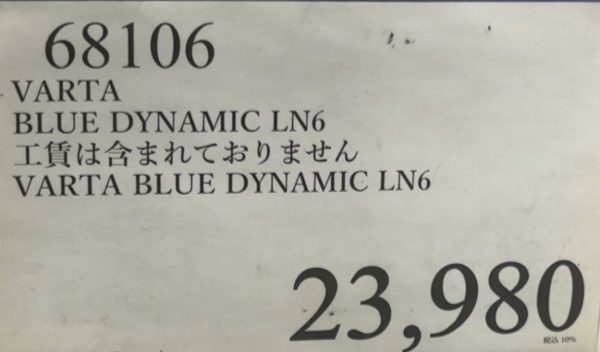 68106
VARTA
BLUE DYNAMIC LN6
工賃は含まれておりません
VARTA BLUE DYNAMIC LN6
23,980
税込 10%